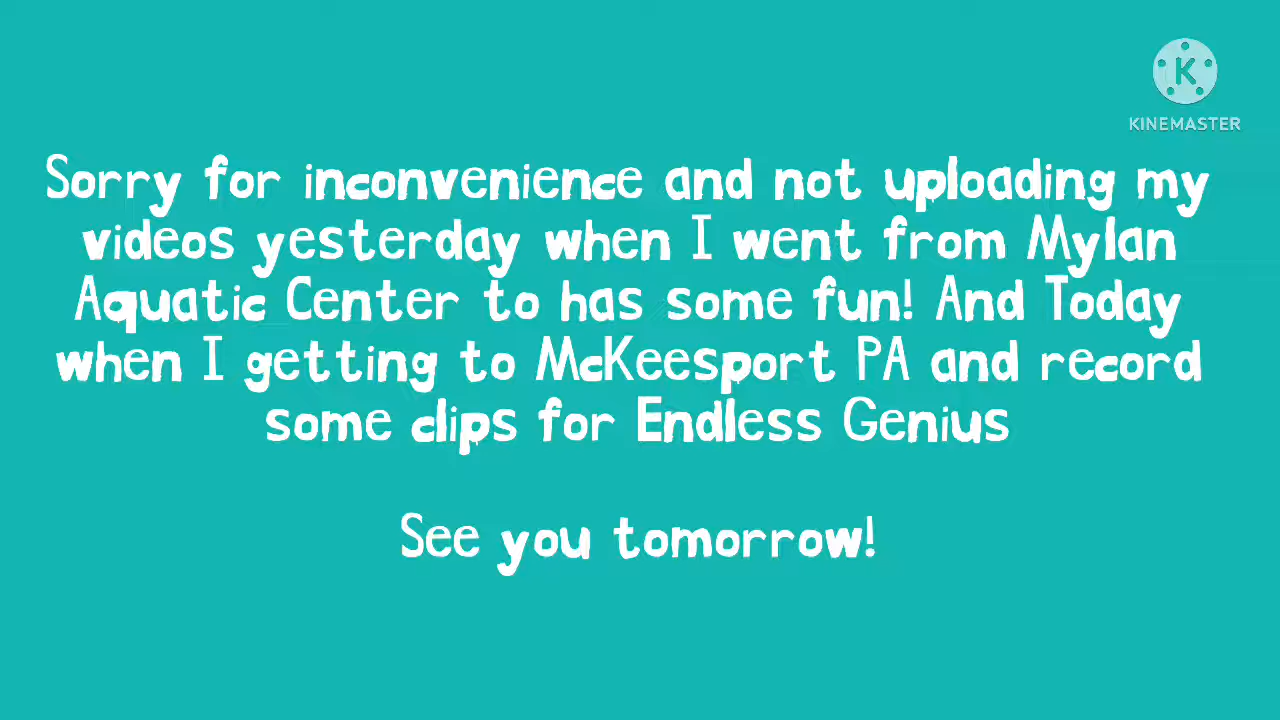 KINEMASTER
Sorry for inconvenience and not uploading my
videos yesterday when I went from Mylan
Aquatic Center to has some fun! And Today
when I getting to McKeesport PA and record
some clips for Endless Genius
See you tomorrow!